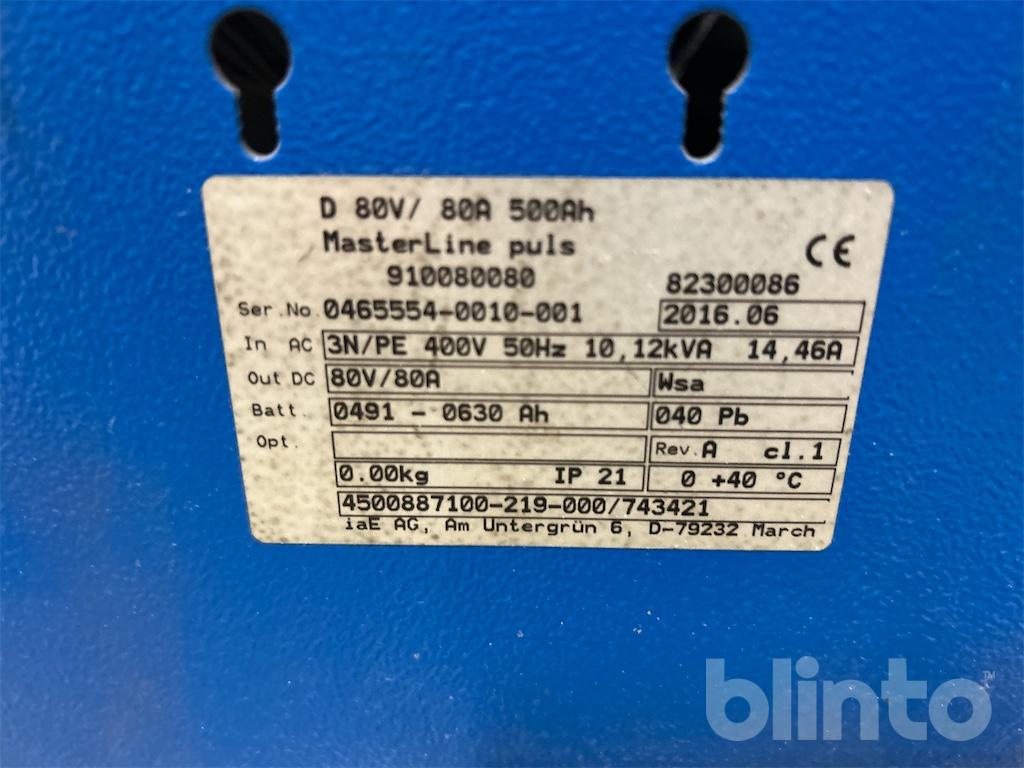 D 80V/ 80A 500Ah
MasterLine puls
CE
910080080 82300086
Ser.No. 0465554-0010-001 2016.06
In AC 3N/PE 400V 50Hz 10,12kVA 14,46A
Out DC 80V/80A Wsa
Batt. 0491 - 0630 Ah 040 Pb
Opt. Rev.A cl.1
0.00kg IP 21 0 +40 °C
4500887100-219-000/743421
iaE AG, Am Untergrün 6, D-79232 March
blinto™